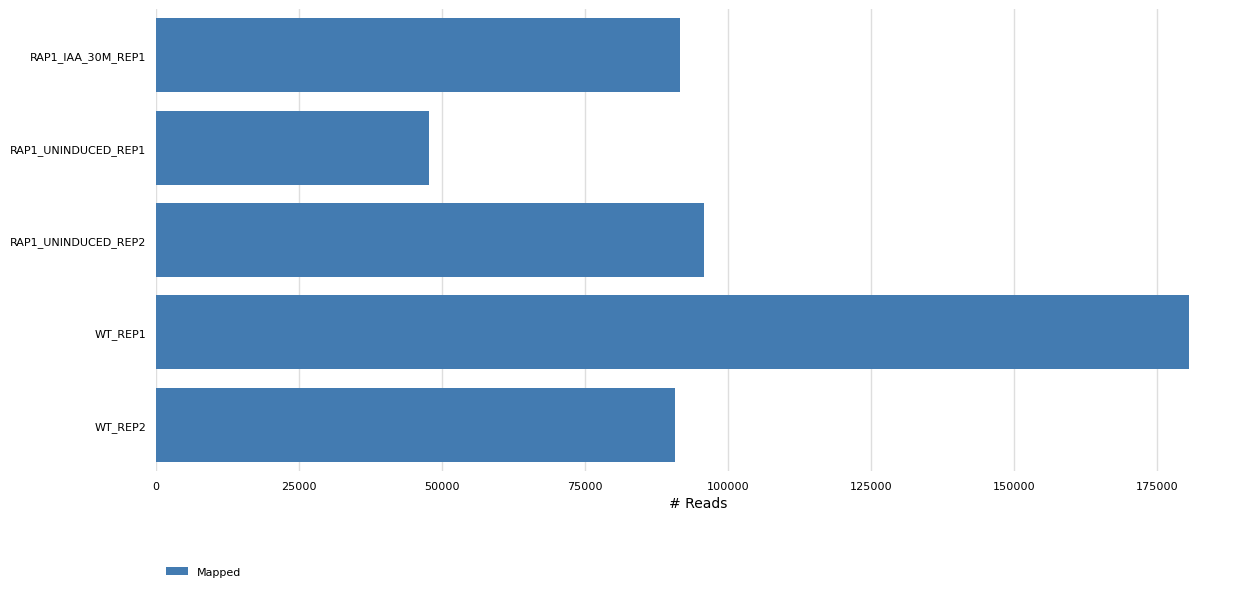 RAP1_IAA_30M_REP1
RAP1_UNINDUCED_REP1
RAP1_UNINDUCED_REP2
WT_REP1
WT_REP2
0 25000 50000 75000 100000 125000 150000 175000
# Reads
Mapped